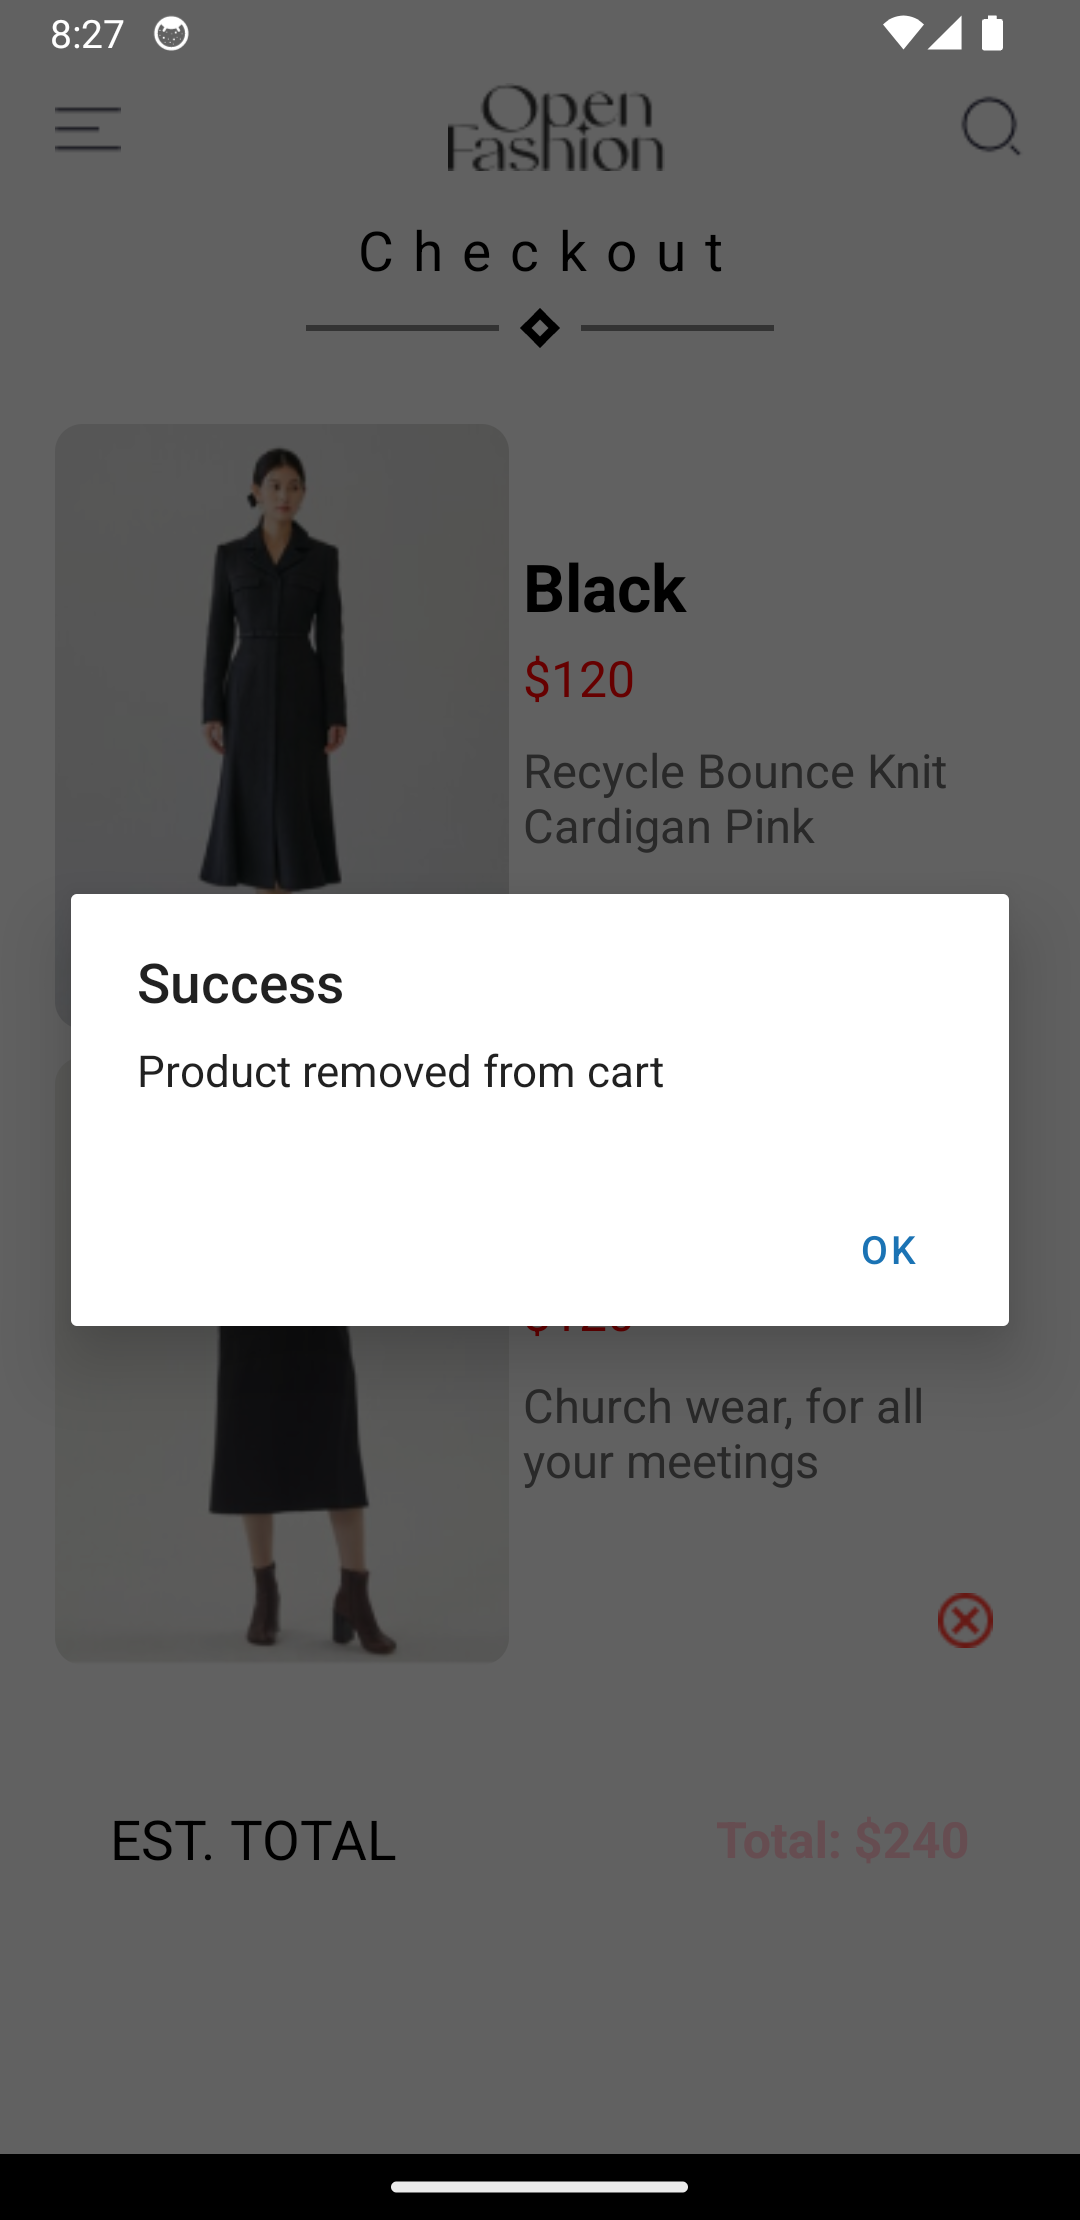 8:27
Open
Fashion
Checkout
Black
$120
Recycle Bounce Knit
Cardigan Pink
Success
Product removed from cart
OK
Church wear, for all
your meetings
EST. TOTAL
Total: $240